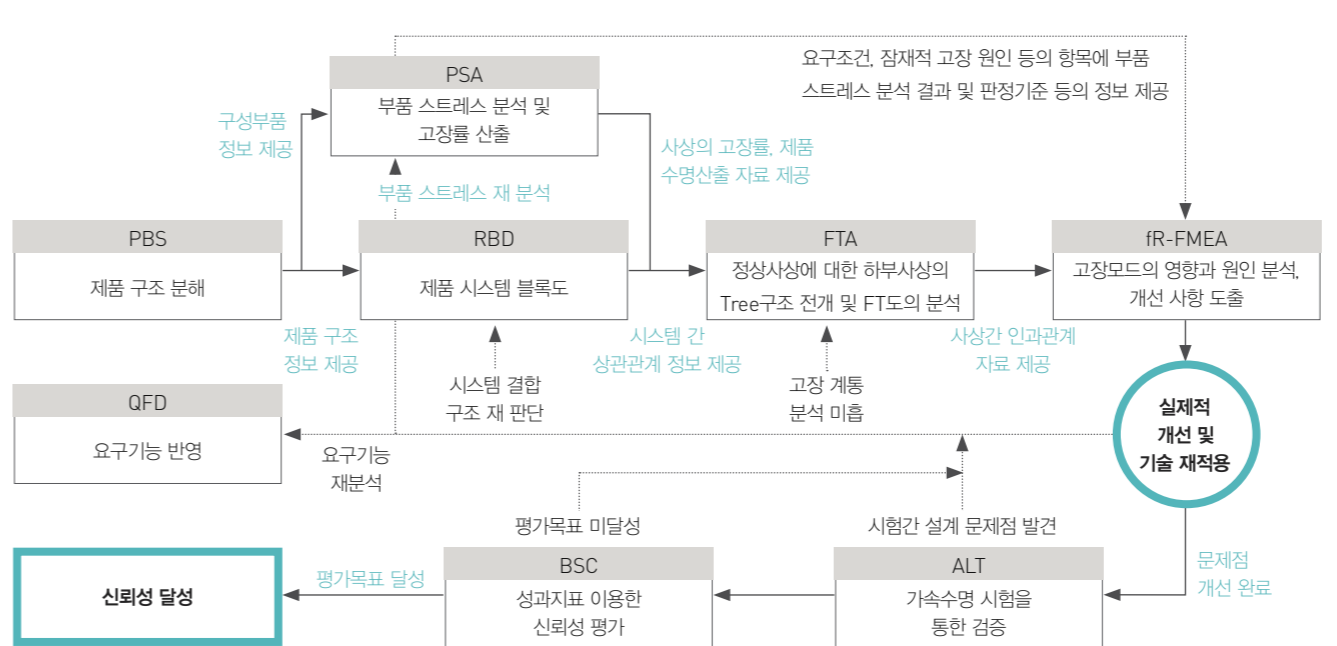 PSA
부품 스트레스 분석 및
고장률 산출
요구조건, 잠재적 고장 원인 등의 항목에 부품
스트레스 분석 결과 및 판정기준 등의 정보 제공
구성부품
정보 제공
사상의 고장률, 제품
수명산출 자료 제공
부품 스트레스 재 분석
PBS
제품 구조 분해
RBD
제품 시스템 블록도
FTA
정상사상에 대한 하부사상의
Tree구조 전개 및 FT도의 분석
fR-FMEA
고장모드의 영향과 원인 분석,
개선 사항 도출
제품 구조
정보 제공
시스템 간
상관관계 정보 제공
사상간 인과관계
자료 제공
시스템 결합
구조 재 판단
고장 계통
분석 미흡
QFD
요구기능 반영
요구기능
재분석
실제적
개선 및
기술 재적용
평가목표 미달성
시험간 설계 문제점 발견
문제점
개선 완료
신뢰성 달성
평가목표 달성
BSC
성과지표 이용한
신뢰성 평가
ALT
가속수명 시험을
통한 검증